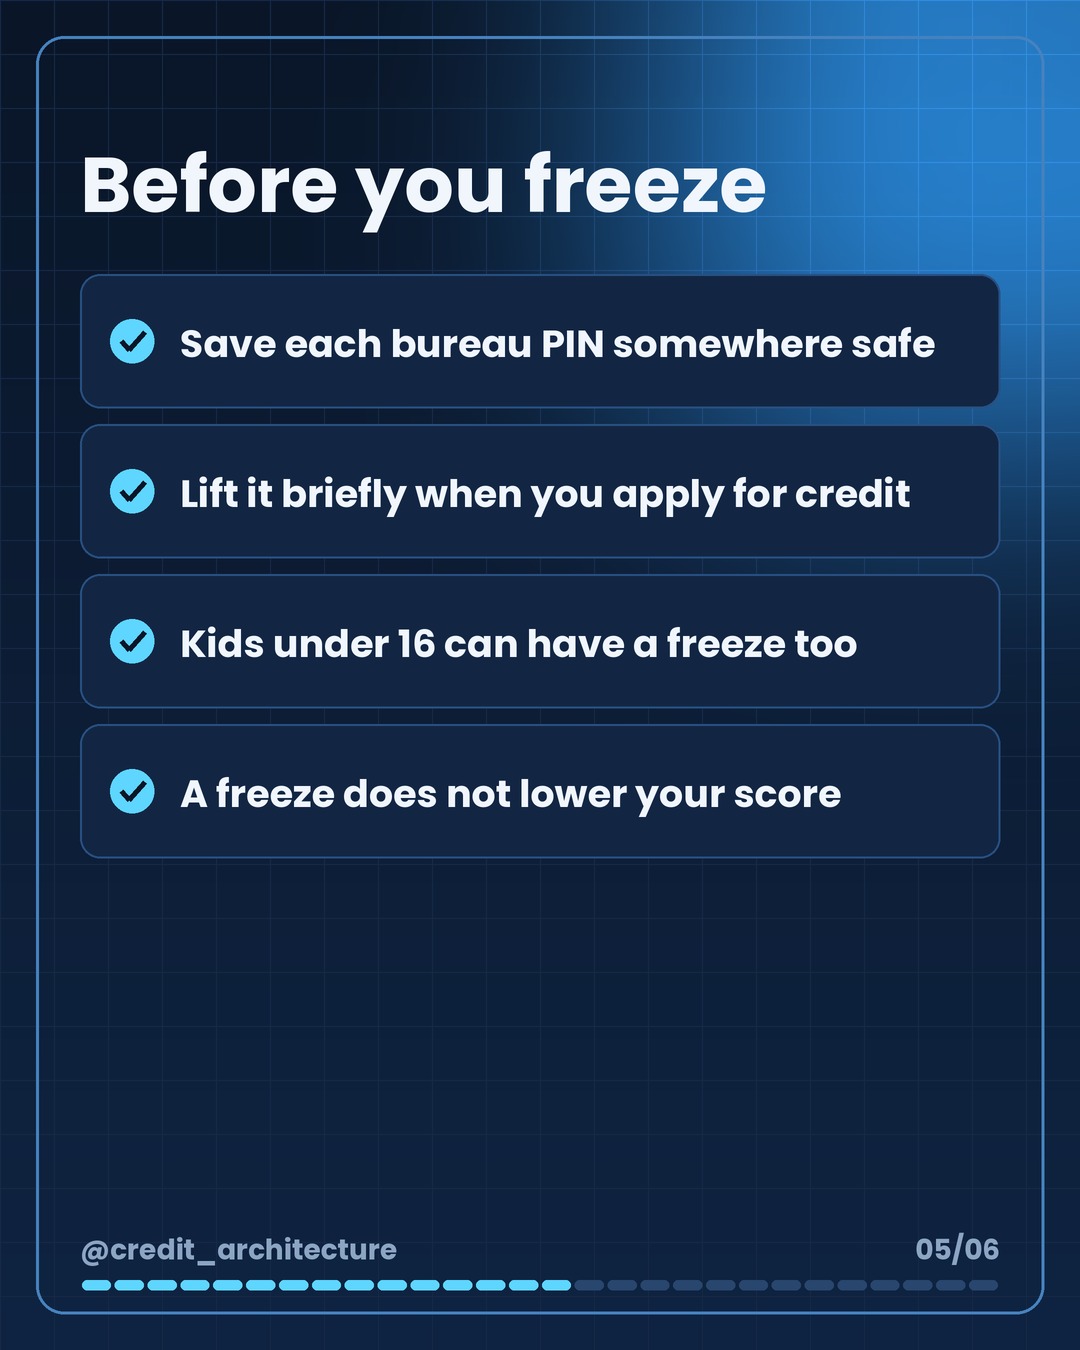 Before you freeze
Save each bureau PIN somewhere safe
Lift it briefly when you apply for credit
Kids under 16 can have a freeze too
A freeze does not lower your score
@credit_architecture
05/06